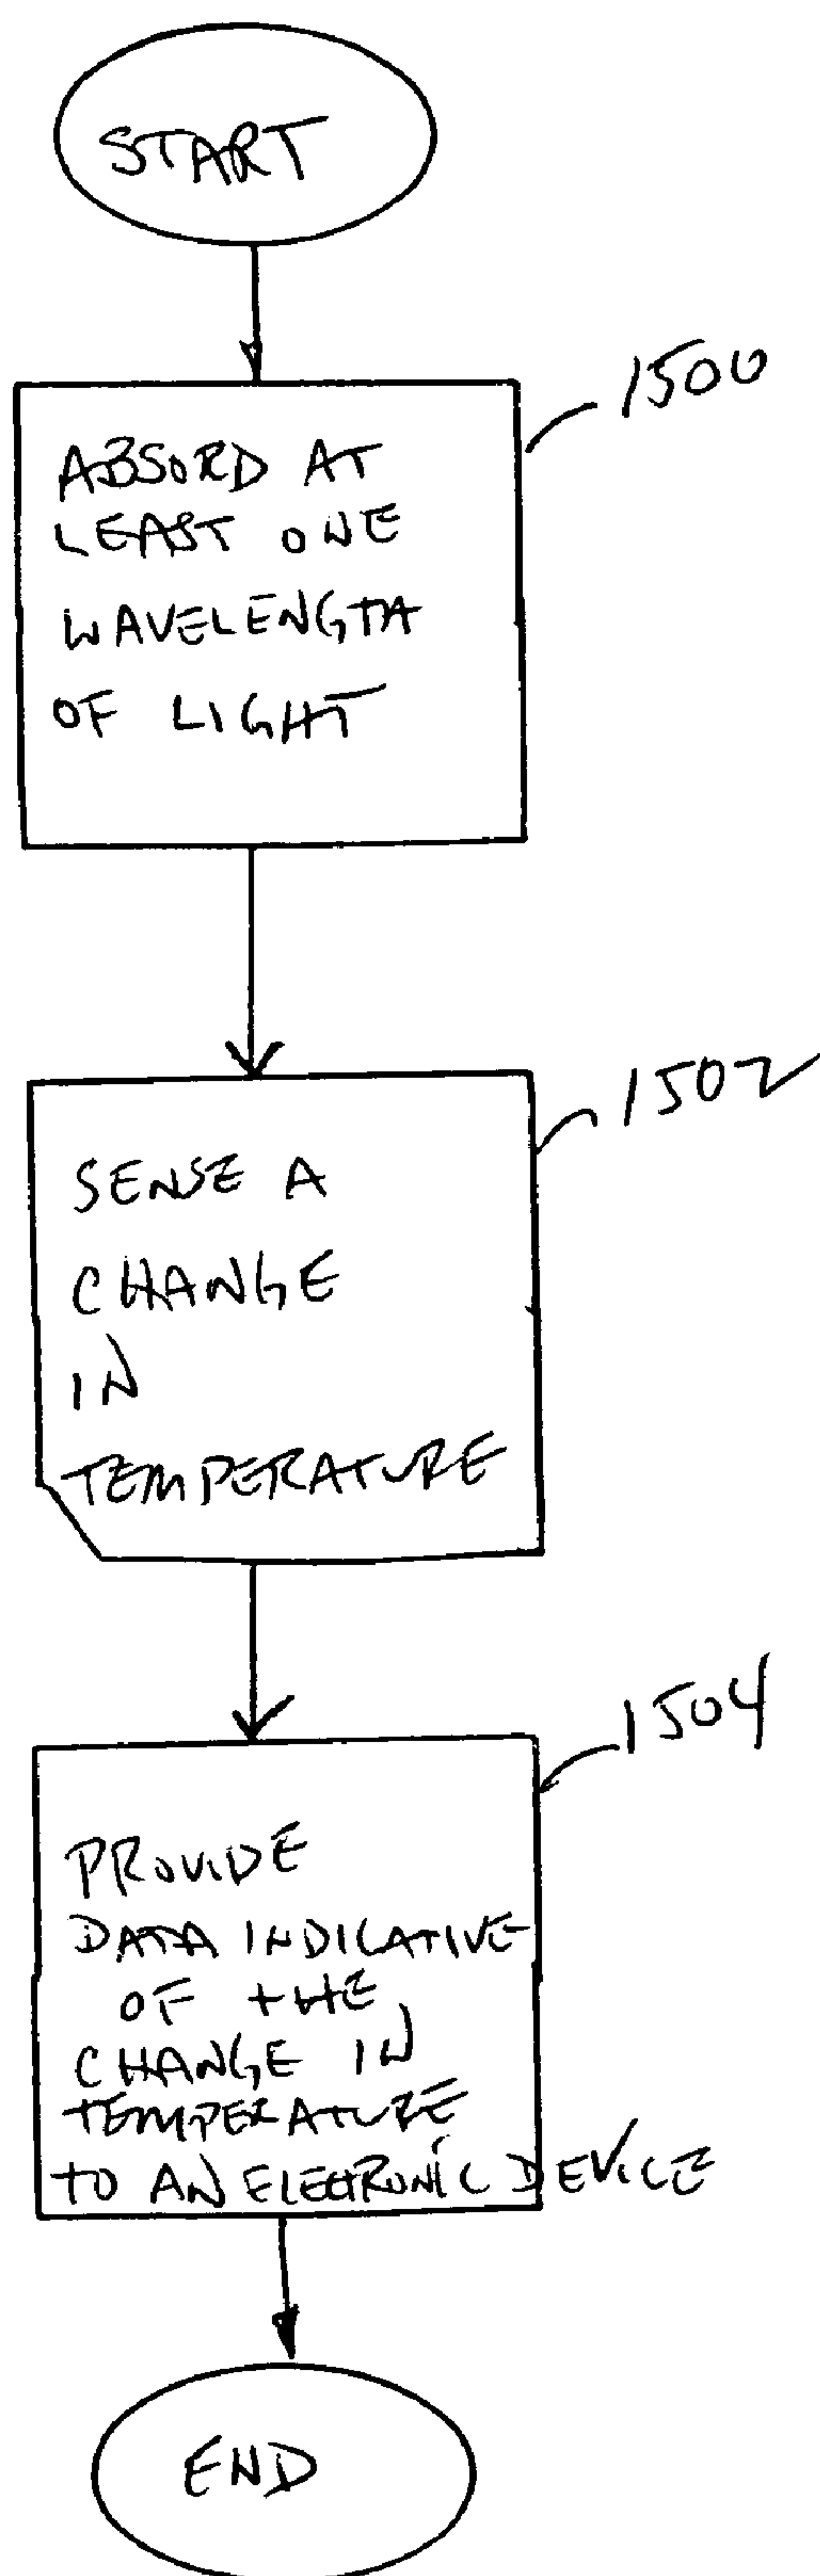 START
1500
ABSORD AT
LEAST ONE
WAVELENGTH
OF LIGHT
1502
SENSE A
CHANGE
IN
TEMPERATURE
1504
PROVIDE
DATA INDICATIVE
OF THE
CHANGE IN
TEMPERATURE
TO AN ELECTRONIC DEVICE
END